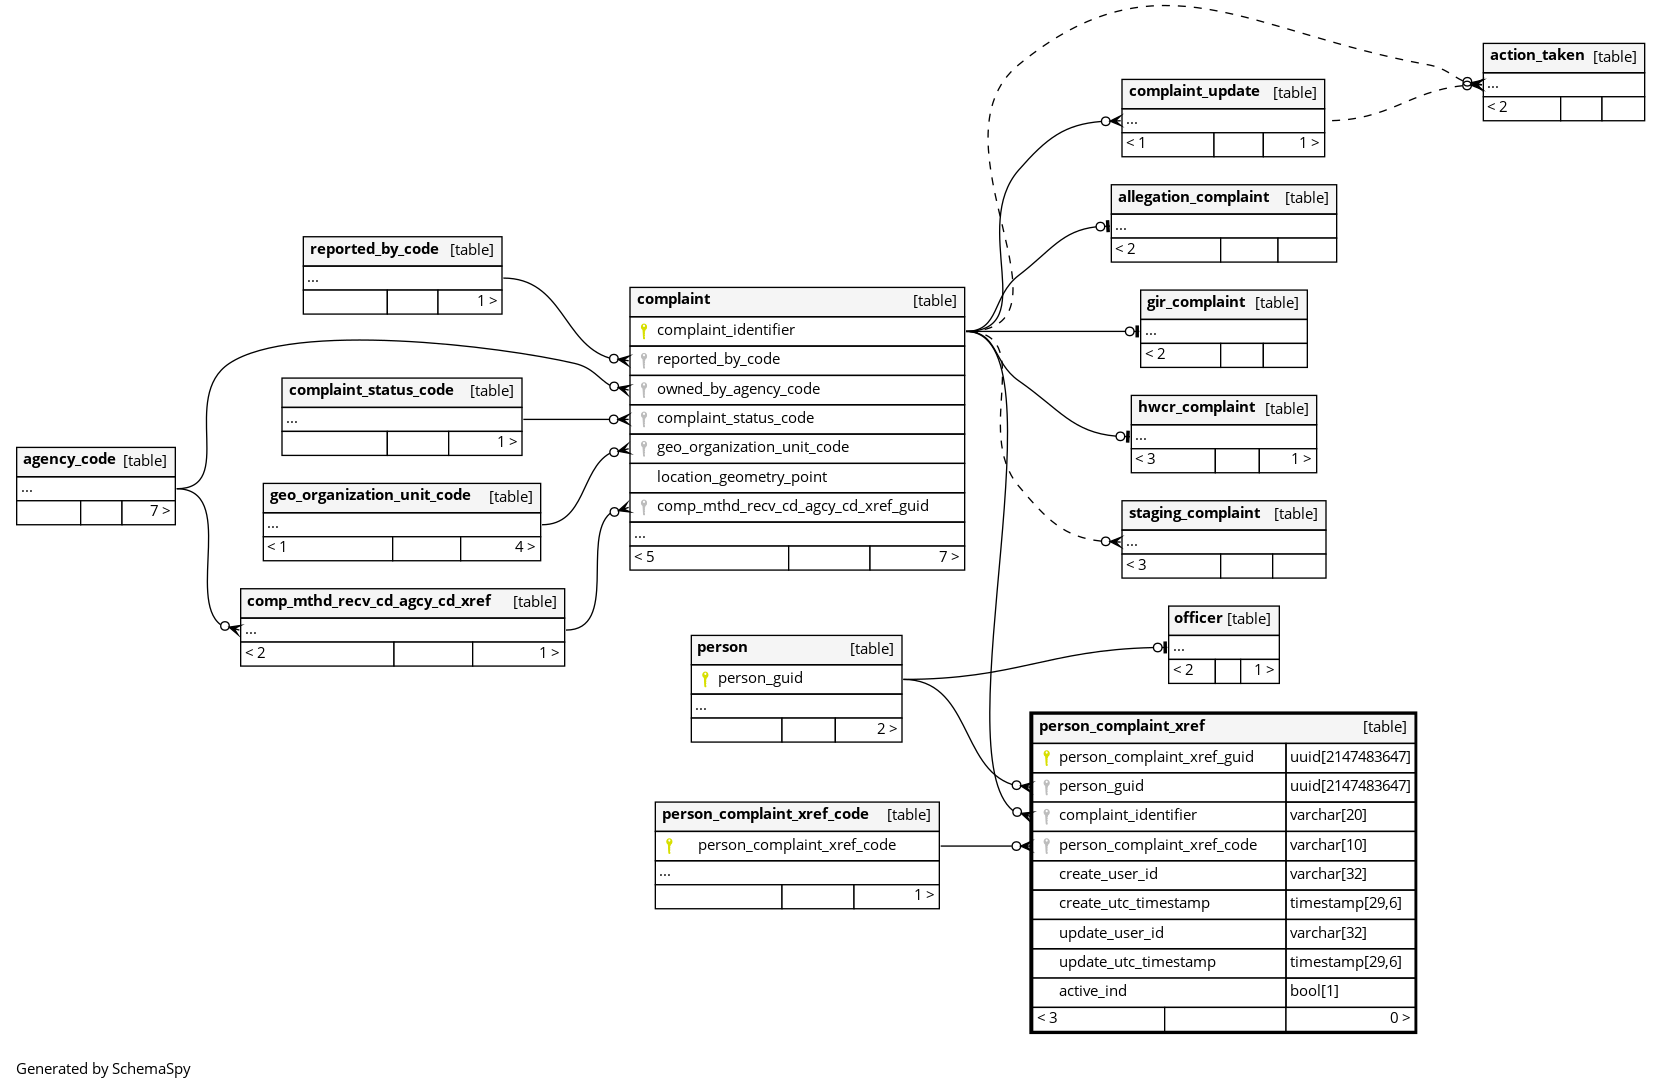 action_taken [table]
...
< 2
complaint_update [table]
...
< 1 1 >
allegation_complaint [table]
...
< 2
reported_by_code [table]
...
1 >
complaint [table]
complaint_identifier
reported_by_code
owned_by_agency_code
complaint_status_code
geo_organization_unit_code
location_geometry_point
comp_mthd_recv_cd_agcy_cd_xref_guid
...
< 5 7 >
gir_complaint [table]
...
< 2
complaint_status_code [table]
...
1 >
hwcr_complaint [table]
...
< 3 1 >
agency_code [table]
...
7 >
geo_organization_unit_code [table]
...
< 1 4 >
staging_complaint [table]
...
< 3
comp_mthd_recv_cd_agcy_cd_xref [table]
...
< 2 1 >
officer [table]
...
< 2 1 >
person [table]
person_guid
...
2 >
person_complaint_xref [table]
person_complaint_xref_guid uuid[2147483647]
person_guid uuid[2147483647]
complaint_identifier varchar[20]
person_complaint_xref_code varchar[10]
create_user_id varchar[32]
create_utc_timestamp timestamp[29,6]
update_user_id varchar[32]
update_utc_timestamp timestamp[29,6]
active_ind bool[1]
< 3 0 >
person_complaint_xref_code [table]
person_complaint_xref_code
...
1 >
Generated by SchemaSpy